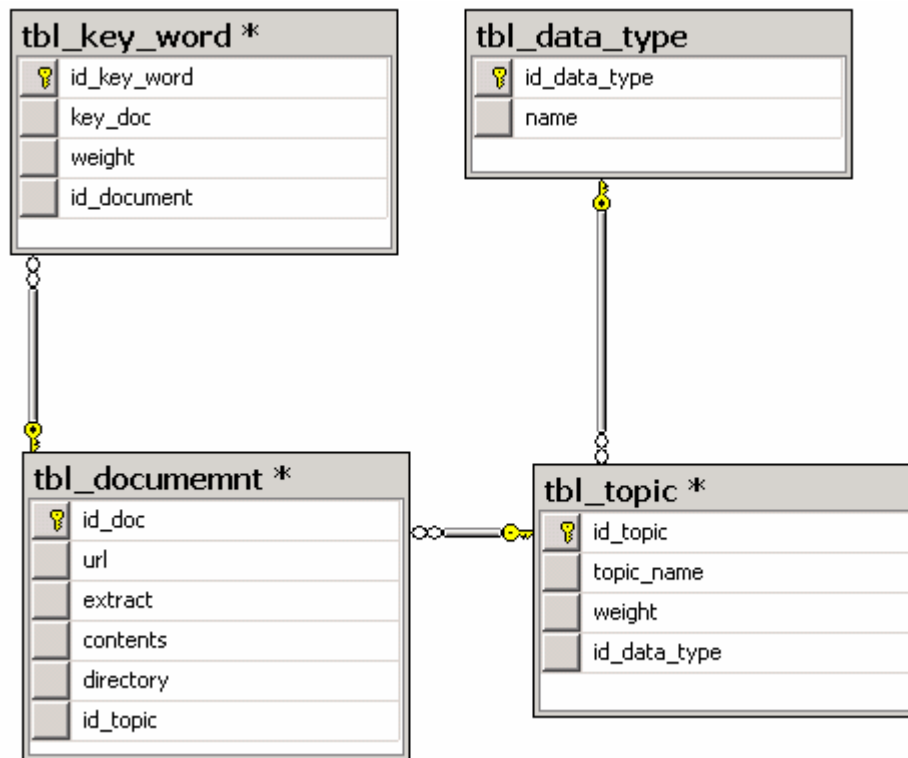 tbl_key_word *
id_key_word
key_doc
weight
id_document
tbl_data_type
id_data_type
name
tbl_documemnt *
id_doc
url
extract
contents
directory
id_topic
tbl_topic *
id_topic
topic_name
weight
id_data_type